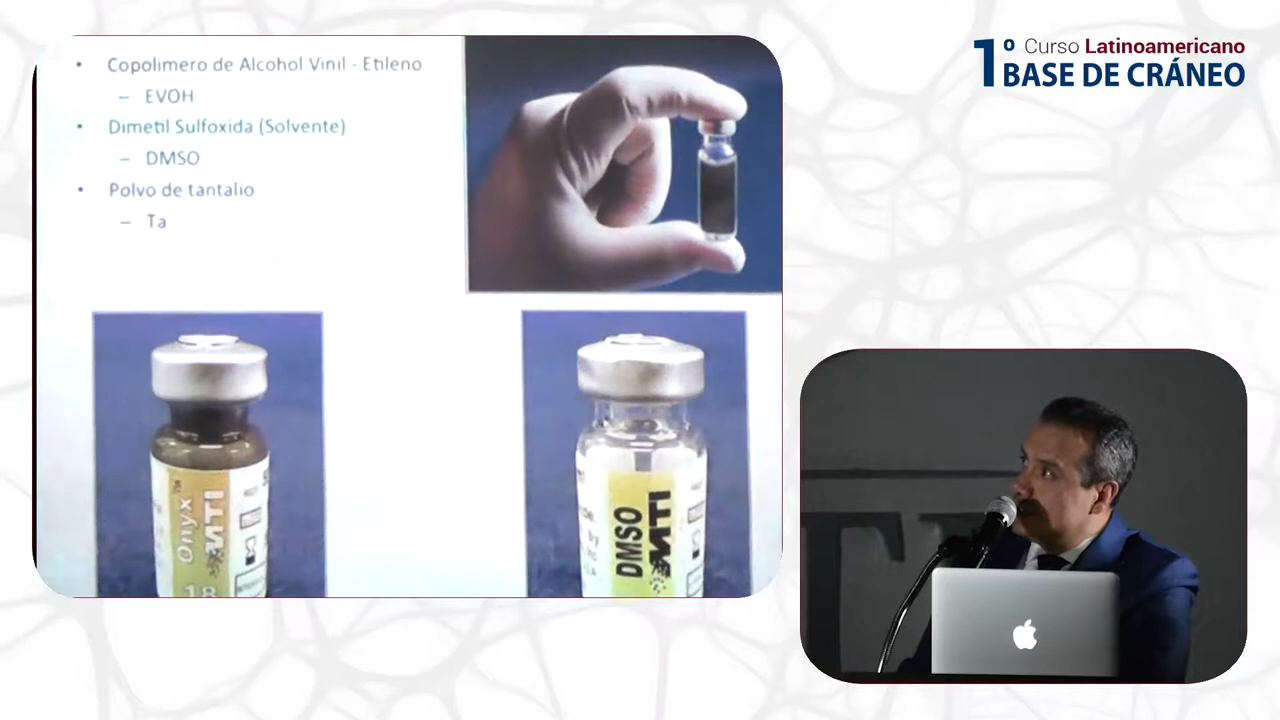 Copolimero de Alcohol Vinil - Etileno
EVOH
Dimetil Sulfoxida (Solvente)
DMSO
Polvo de tantalio
Ta
1º Curso Latinoamericano
BASE DE CRÁNEO
Onyx™
MTI
18
DMSO
MTI